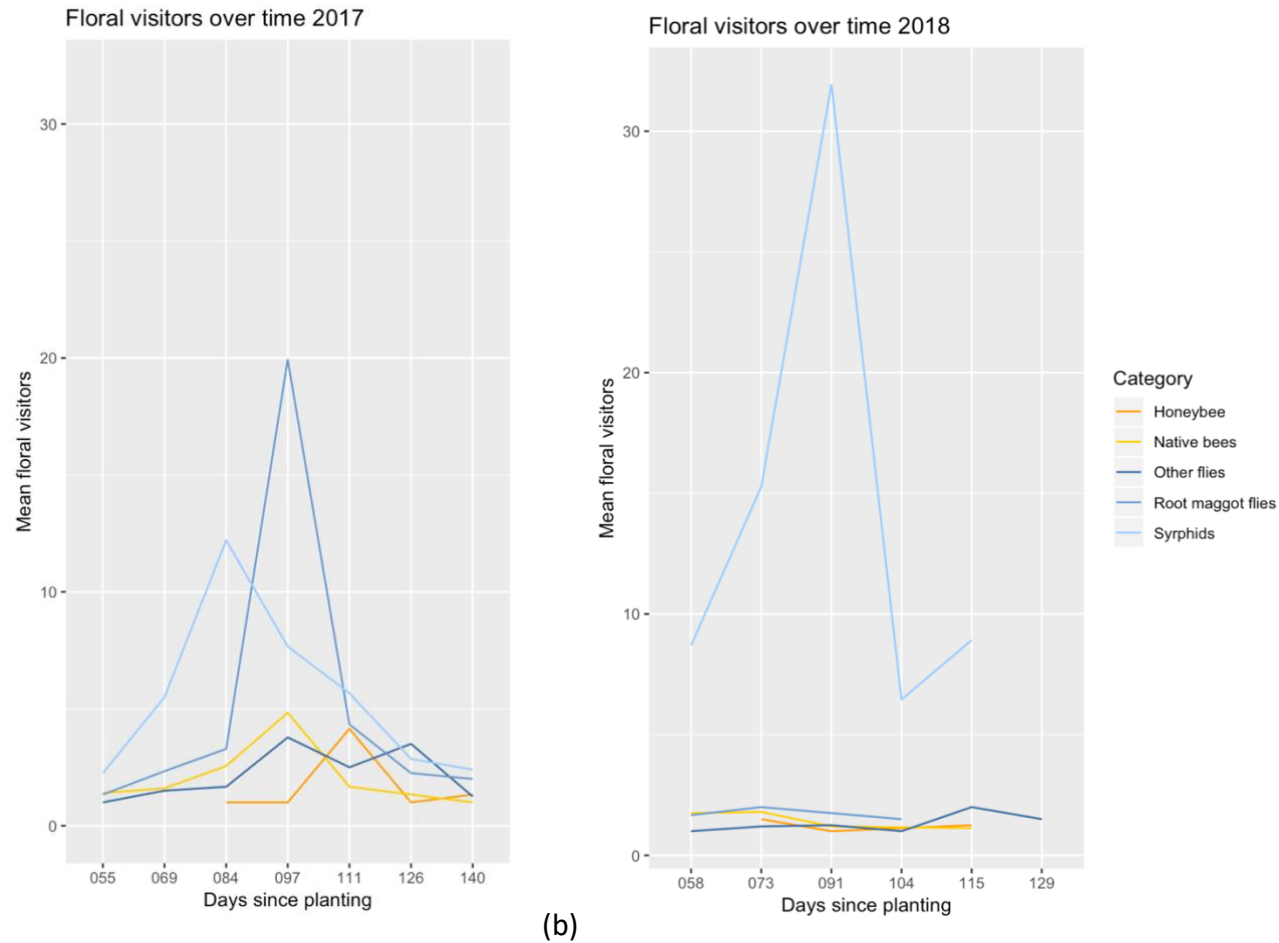 Floral visitors over time 2017
30
20
10
0
Mean floral visitors
055 069 084 097 111 126 140
Days since planting
(b)
Floral visitors over time 2018
30
20
10
0
Mean floral visitors
058 073 091 104 115 129
Days since planting
Category
Honeybee
Native bees
Other flies
Root maggot flies
Syrphids